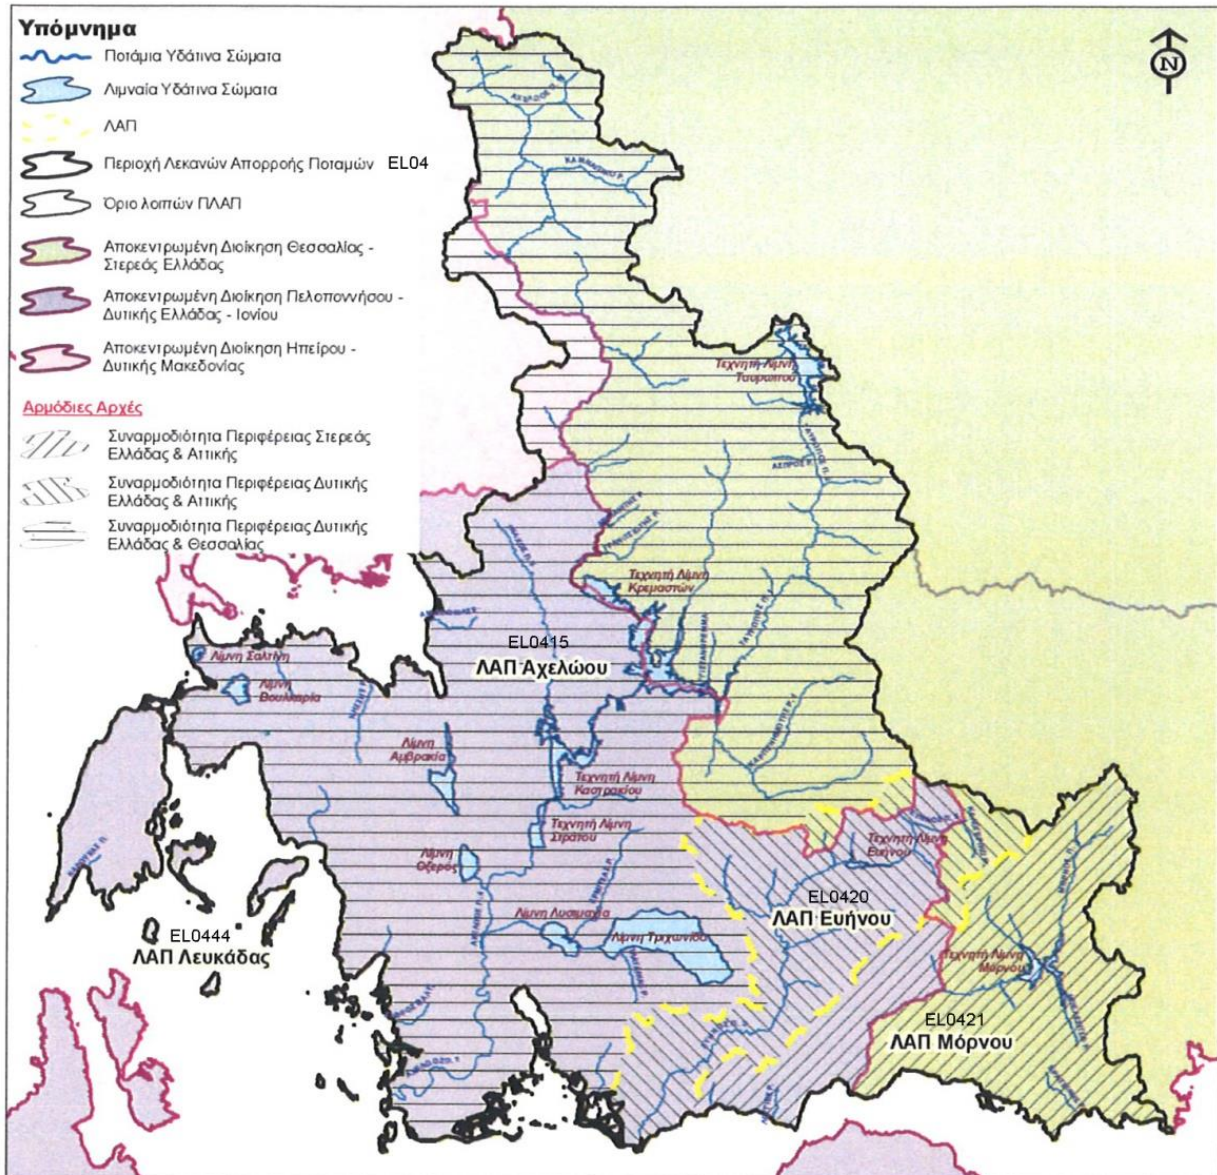 Υπόμνημα
Ποτάμια Υδάτινα Σώματα
Λιμναία Υδάτινα Σώματα
ΛΑΠ
Περιοχή Λεκανών Απορροής Ποταμών EL04
Όριο λοιπών ΠΛΑΠ
Αποκεντρωμένη Διοίκηση Θεσσαλίας -
Στερεάς Ελλάδας
Αποκεντρωμένη Διοίκηση Πελοποννήσου -
Δυτικής Ελλάδας - Ιονίου
Αποκεντρωμένη Διοίκηση Ηπείρου -
Δυτικής Μακεδονίας
Αρμόδιες Αρχές
Συναρμοδιότητα Περιφέρειας Στερεάς
Ελλάδας & Αττικής
Συναρμοδιότητα Περιφέρειας Δυτικής
Ελλάδας & Αττικής
Συναρμοδιότητα Περιφέρειας Δυτικής
Ελλάδας & Θεσσαλίας
N
Τεχνητή Λίμνη
Ταυρωπού
ΤΑΥΡΩΠΟΣ Π.
Τεχνητή Λίμνη
Κρεμαστών
EL0415
ΛΑΠ Αχελώου
Λίμνη Σαλτίνη
Λίμνη
Βουλκαρία
Λίμνη
Αμβρακία
Τεχνητή Λίμνη
Καστρακίου
Τεχνητή Λίμνη
Στράτου
Τεχνητή Λίμνη
Ευήνου
Λίμνη
Οζερός
EL0420
ΛΑΠ Ευήνου
Λίμνη Λυσιμαχία
Λίμνη Τριχωνίδα
EL0444
ΛΑΠ Λευκάδας
Τεχνητή Λίμνη
Μόρνου
EL0421
ΛΑΠ Μόρνου